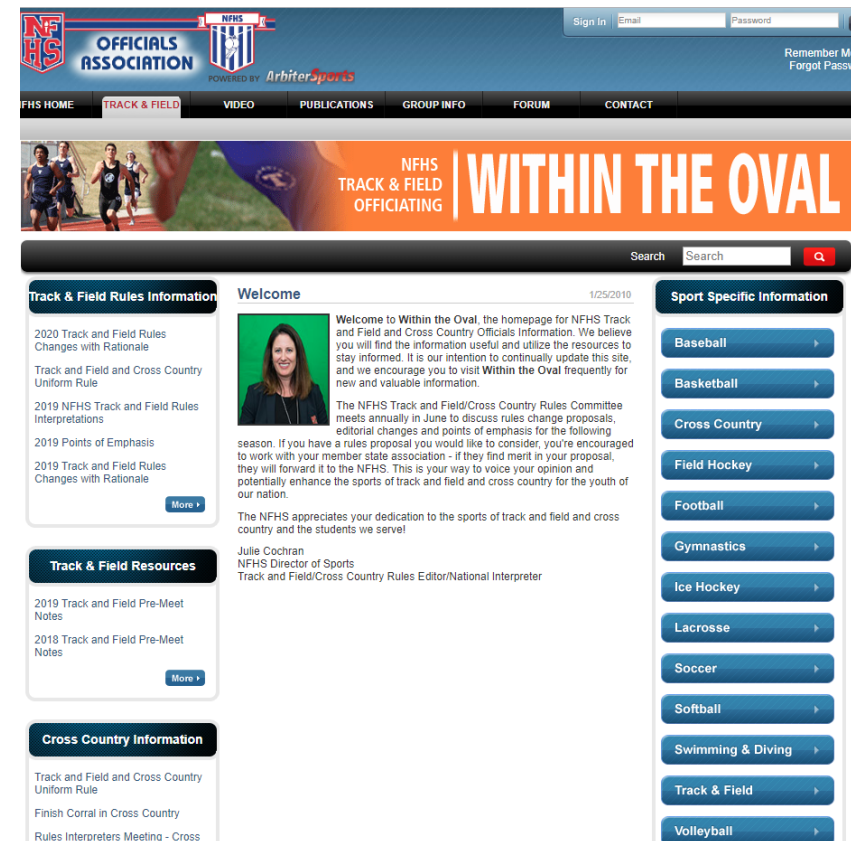 NF
HS
OFFICIALS
ASSOCIATION
NFHS
POWERED BY ArbiterSports
Sign In
Email
Password
Remember M
Forgot Passw
FHS HOME
TRACK & FIELD
VIDEO
PUBLICATIONS
GROUP INFO
FORUM
CONTACT
NFHS
TRACK & FIELD
OFFICIATING
WITHIN THE OVAL
Search
Search
Track & Field Rules Information
2020 Track and Field Rules
Changes with Rationale
Track and Field and Cross Country
Uniform Rule
2019 NFHS Track and Field Rules
Interpretations
2019 Points of Emphasis
2019 Track and Field Rules
Changes with Rationale
More
Track & Field Resources
2019 Track and Field Pre-Meet
Notes
2018 Track and Field Pre-Meet
Notes
More
Cross Country Information
Track and Field and Cross Country
Uniform Rule
Finish Corral in Cross Country
Rules Interpreters Meeting - Cross
Welcome
1/25/2010
Welcome to Within the Oval, the homepage for NFHS Track
and Field and Cross Country Officials Information. We believe
you will find the information useful and utilize the resources to
stay informed. It is our intention to continually update this site,
and we encourage you to visit Within the Oval frequently for
new and valuable information.
The NFHS Track and Field/Cross Country Rules Committee
meets annually in June to discuss rules change proposals,
editorial changes and points of emphasis for the following
season. If you have a rules proposal you would like to consider, you're encouraged
to work with your member state association - if they find merit in your proposal,
they will forward it to the NFHS. This is your way to voice your opinion and
potentially enhance the sports of track and field and cross country for the youth of
our nation.
The NFHS appreciates your dedication to the sports of track and field and cross
country and the students we serve!
Julie Cochran
NFHS Director of Sports
Track and Field/Cross Country Rules Editor/National Interpreter
Sport Specific Information
Baseball
Basketball
Cross Country
Field Hockey
Football
Gymnastics
Ice Hockey
Lacrosse
Soccer
Softball
Swimming & Diving
Track & Field
Volleyball